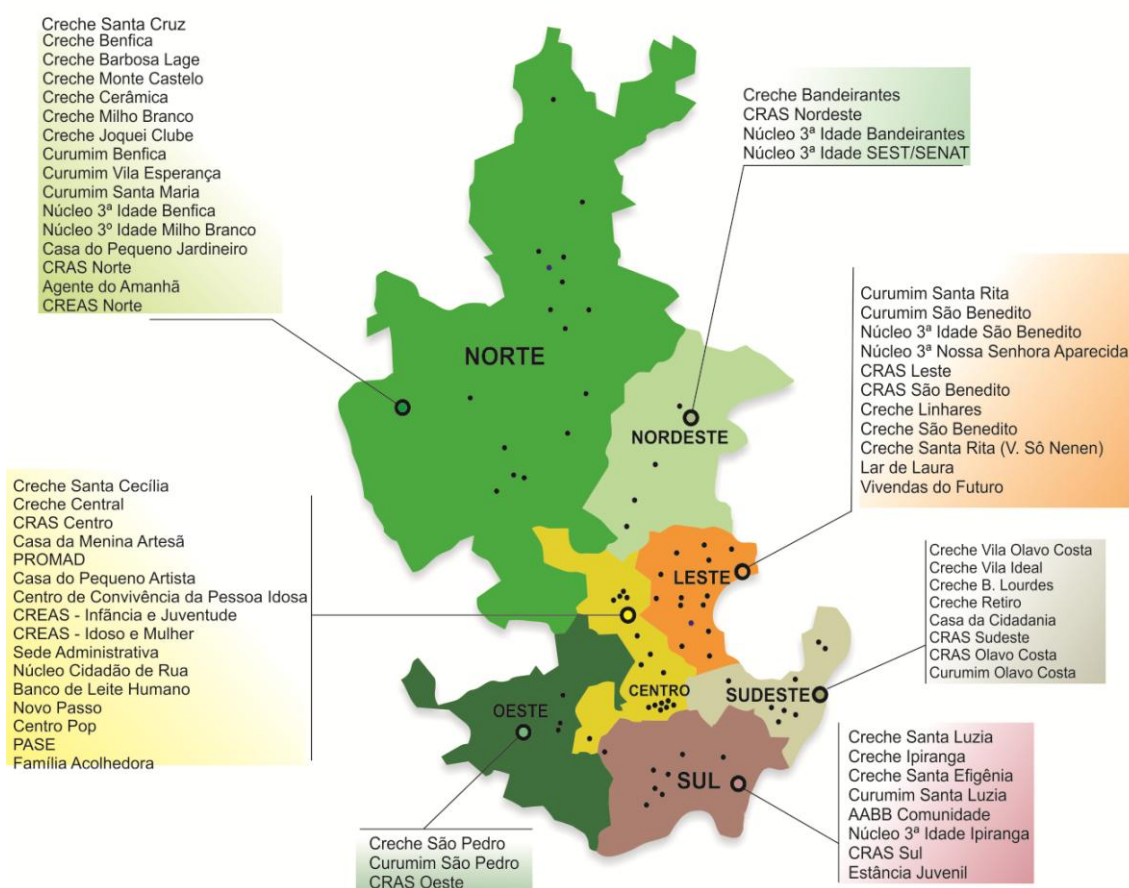 Creche Santa Cruz
Creche Benfica
Creche Barbosa Lage
Creche Monte Castelo
Creche Cerâmica
Creche Milho Branco
Creche Joquei Clube
Curumim Benfica
Curumim Vila Esperança
Curumim Santa Maria
Núcleo 3ª Idade Benfica
Núcleo 3º Idade Milho Branco
Casa do Pequeno Jardineiro
CRAS Norte
Agente do Amanhã
CREAS Norte
Creche Bandeirantes
CRAS Nordeste
Núcleo 3ª Idade Bandeirantes
Núcleo 3ª Idade SEST/SENAT
NORTE
NORDESTE
Curumim Santa Rita
Curumim São Benedito
Núcleo 3ª Idade São Benedito
Núcleo 3ª Nossa Senhora Aparecida
CRAS Leste
CRAS São Benedito
Creche Linhares
Creche São Benedito
Creche Santa Rita (V. Sô Nenen)
Lar de Laura
Vivendas do Futuro
Creche Santa Cecília
Creche Central
CRAS Centro
Casa da Menina Artesã
PROMAD
Casa do Pequeno Artista
Centro de Convivência da Pessoa Idosa
CREAS - Infância e Juventude
CREAS - Idoso e Mulher
Sede Administrativa
Núcleo Cidadão de Rua
Banco de Leite Humano
Novo Passo
Centro Pop
PASE
Família Acolhedora
LESTE
CENTRO
SUDESTE
OESTE
SUL
Creche Vila Olavo Costa
Creche Vila Ideal
Creche B. Lourdes
Creche Retiro
Casa da Cidadania
CRAS Sudeste
CRAS Olavo Costa
Curumim Olavo Costa
Creche Santa Luzia
Creche Ipiranga
Creche Santa Efigênia
Curumim Santa Luzia
AABB Comunidade
Núcleo 3ª Idade Ipiranga
CRAS Sul
Estância Juvenil
Creche São Pedro
Curumim São Pedro
CRAS Oeste